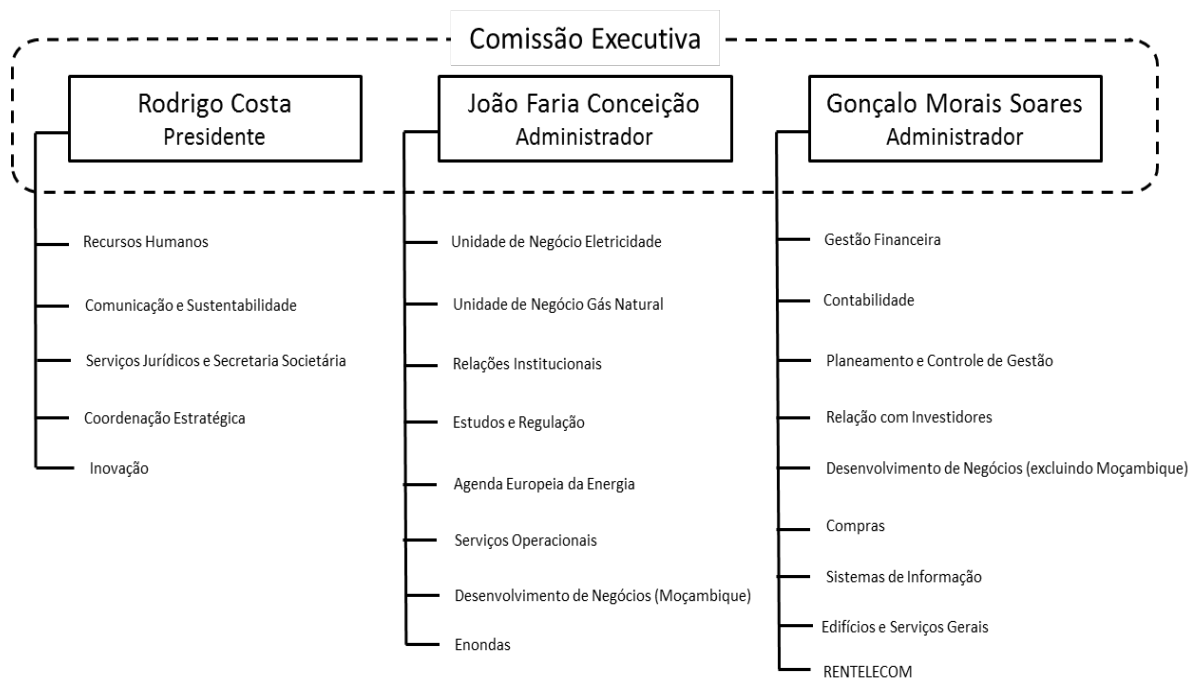 Comissão Executiva
Rodrigo Costa
Presidente
Recursos Humanos
Comunicação e Sustentabilidade
Serviços Jurídicos e Secretaria Societária
Coordenação Estratégica
Inovação
João Faria Conceição
Administrador
Unidade de Negócio Eletricidade
Unidade de Negócio Gás Natural
Relações Institucionais
Estudos e Regulação
Agenda Europeia da Energia
Serviços Operacionais
Desenvolvimento de Negócios (Moçambique)
Enondas
Gonçalo Morais Soares
Administrador
Gestão Financeira
Contabilidade
Planeamento e Controle de Gestão
Relação com Investidores
Desenvolvimento de Negócios (excluindo Moçambique)
Compras
Sistemas de Informação
Edifícios e Serviços Gerais
RENTELECOM